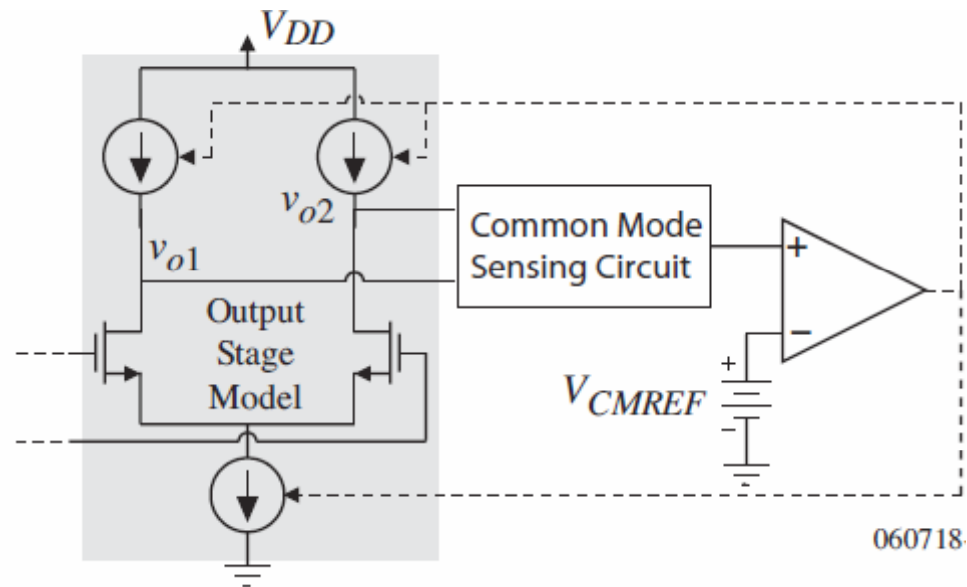 VDD
vo2
vo1
Common Mode
Sensing Circuit
+
−
Output
Stage
Model
+
VCMREF
−
060718-